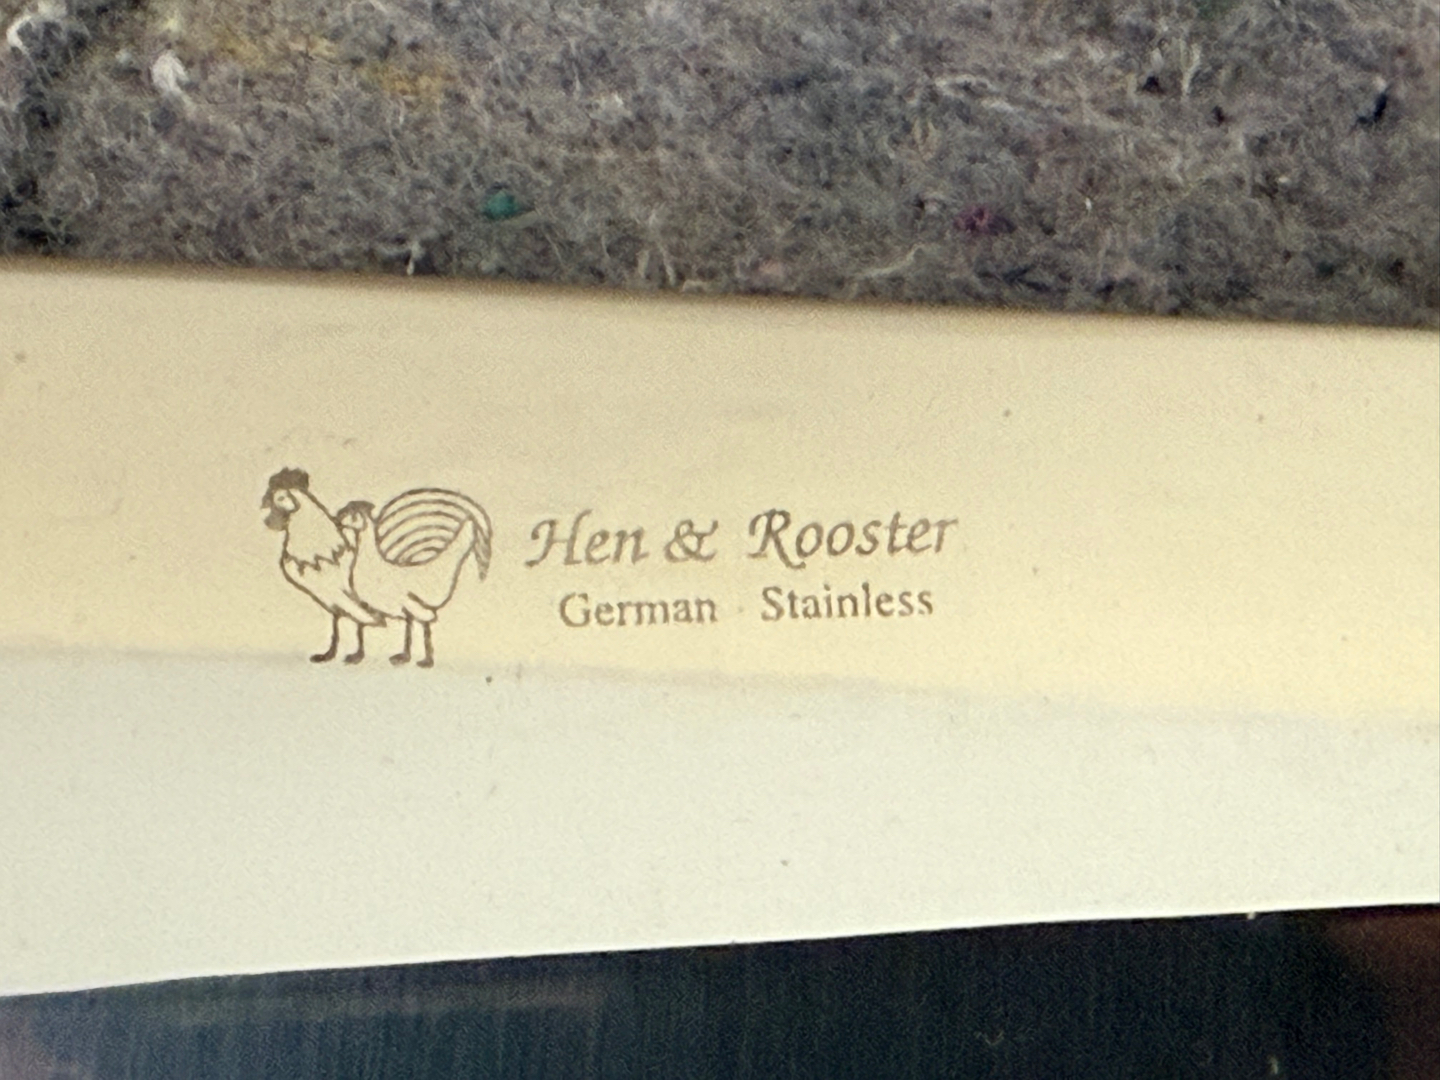 Hen & Rooster
German Stainless